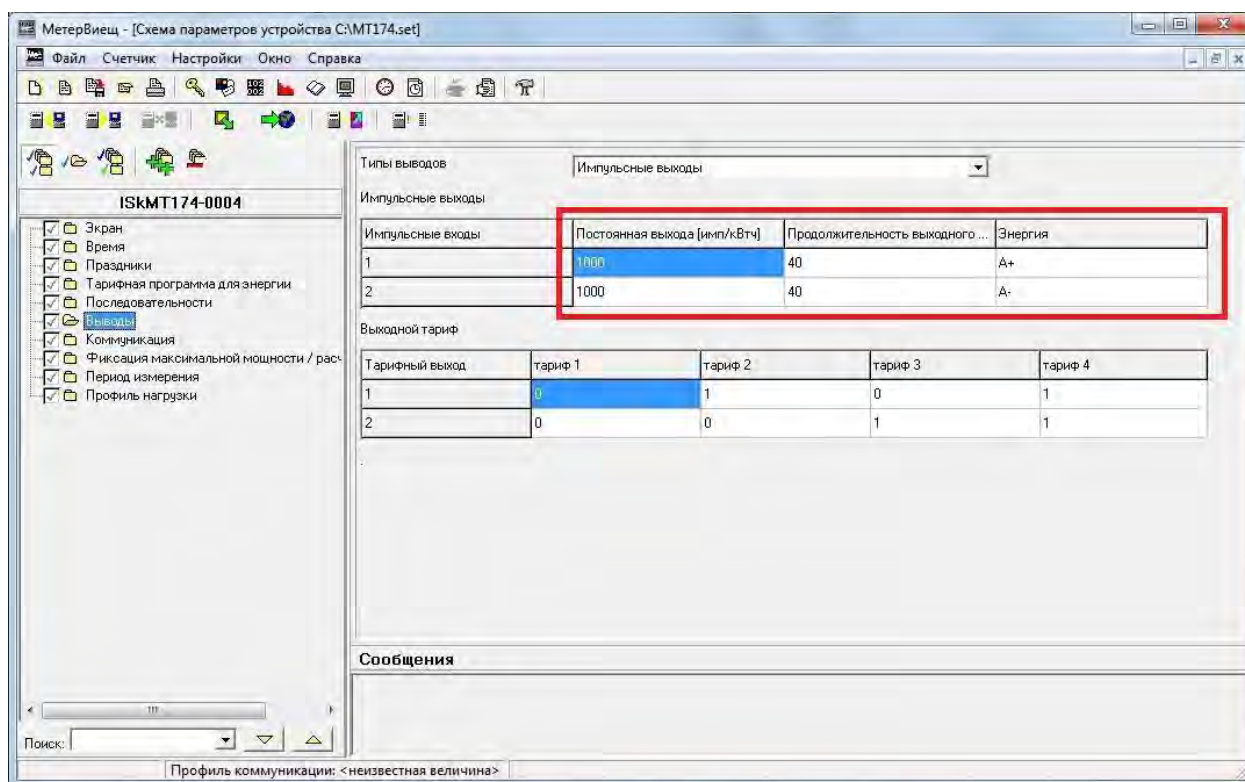 МетерВиещ - [Схема параметров устройства C:\MT174.set]
Файл Счетчик Настройки Окно Справка
ISkMT174-0004
Экран
Время
Праздники
Тарифная программа для энергии
Последовательности
Выводы
Коммуникация
Фиксация максимальной мощности / расч
Период измерения
Профиль нагрузки
Поиск:
Типы выводов Импульсные выходы
Импульсные выходы
Импульсные входы Постоянная выхода [имп/кВтч] Продолжительность выходного ... Энергия
1 1000 40 A+
2 1000 40 A-
Выходной тариф
Тарифный выход тариф 1 тариф 2 тариф 3 тариф 4
1 0 1 0 1
2 0 0 1 1
Сообщения
Профиль коммуникации: <неизвестная величина>